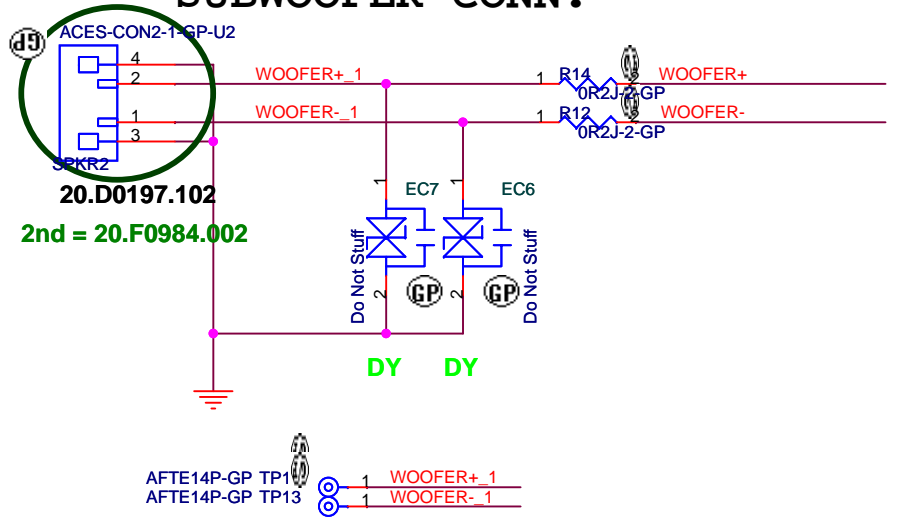 SUBWOOFER CONN.
ACES-CON2-1-GP-U2
GP
4
2
1
3
SPKR2
20.D0197.102
2nd = 20.F0984.002
WOOFER+_1
WOOFER-_1
1 R14 2 WOOFER+
0R2J-2-GP
1 R12 2 WOOFER-
0R2J-2-GP
1 EC7
1 EC6
Do Not Stuff
Do Not Stuff
2 GP
2 GP
DY DY
AFTE14P-GP 1 WOOFER+_1
AFTE14P-GP TP13 1 WOOFER-_1